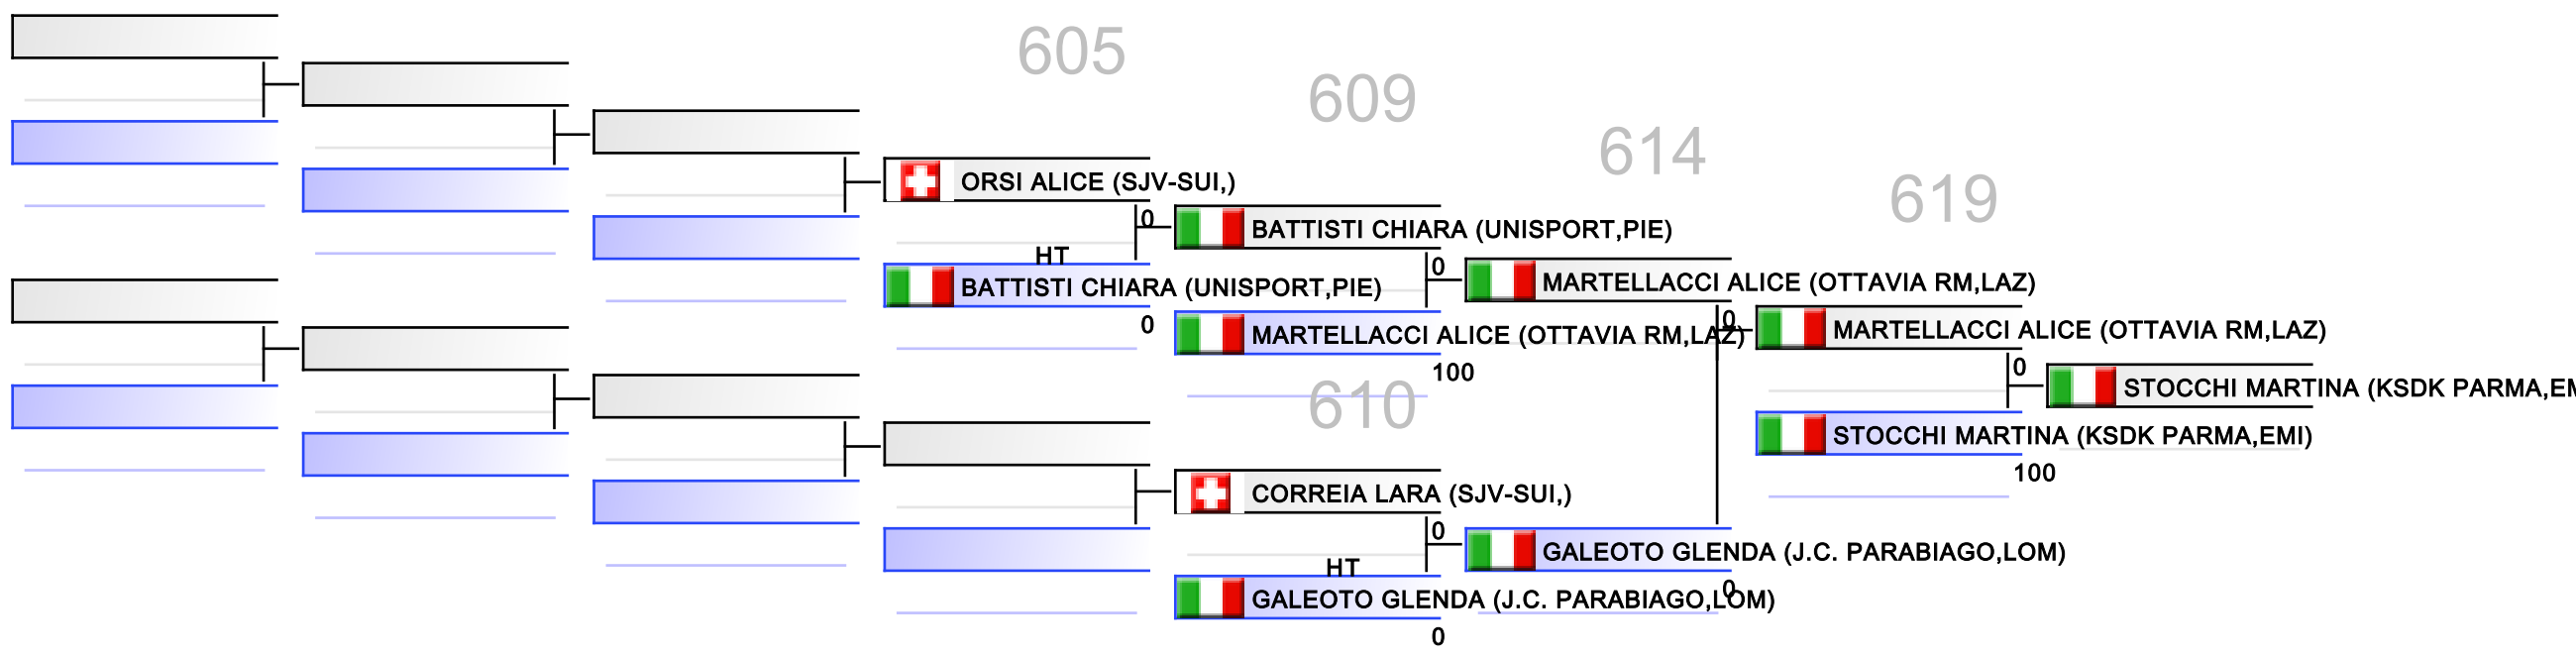 605
609
614
619
ORSI ALICE (SJV-SUI,)
0
HT
BATTISTI CHIARA (UNISPORT,PIE)
0
BATTISTI CHIARA (UNISPORT,PIE)
0
MARTELLACCI ALICE (OTTAVIA RM,LAZ)
100
MARTELLACCI ALICE (OTTAVIA RM,LAZ)
0
MARTELLACCI ALICE (OTTAVIA RM,LAZ)
0
STOCCHI MARTINA (KSDK PARMA,EMI)
100
STOCCHI MARTINA (KSDK PARMA,EM
610
CORREIA LARA (SJV-SUI,)
0
HT
GALEOTO GLENDA (J.C. PARABIAGO,LOM)
0
GALEOTO GLENDA (J.C. PARABIAGO,LOM)
0